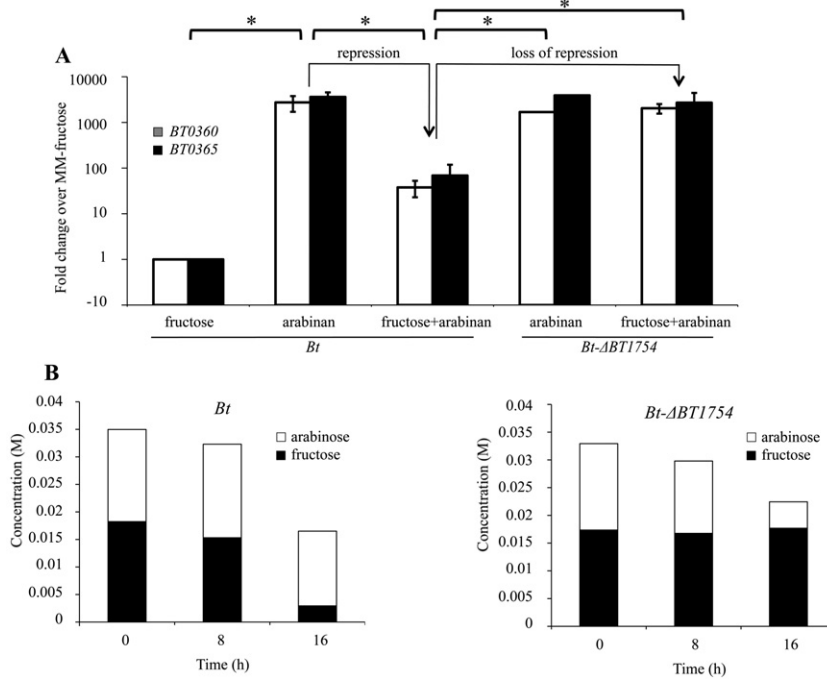 * * * *
repression loss of repression
A
Fold change over MM-fructose
10000
1000
100
10
1
-10
BT0360
BT0365
fructose arabinan fructose+arabinan arabinan fructose+arabinan
Bt Bt-ΔBT1754
B
Bt
Concentration (M)
0.04
0.035
0.03
0.025
0.02
0.015
0.01
0.005
0
arabinose
fructose
0 8 16
Time (h)
Bt-ΔBT1754
Concentration (M)
0.04
0.035
0.03
0.025
0.02
0.015
0.01
0.005
0
arabinose
fructose
0 8 16
Time (h)